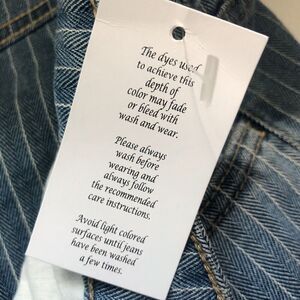 The dyes used
to achieve this
depth of
color may fade
or bleed with
wash and wear.
Please always
wash before
wearing and
always follow
the recommended
care instructions.
Avoid light colored
surfaces until jeans
have been washed
a few times.